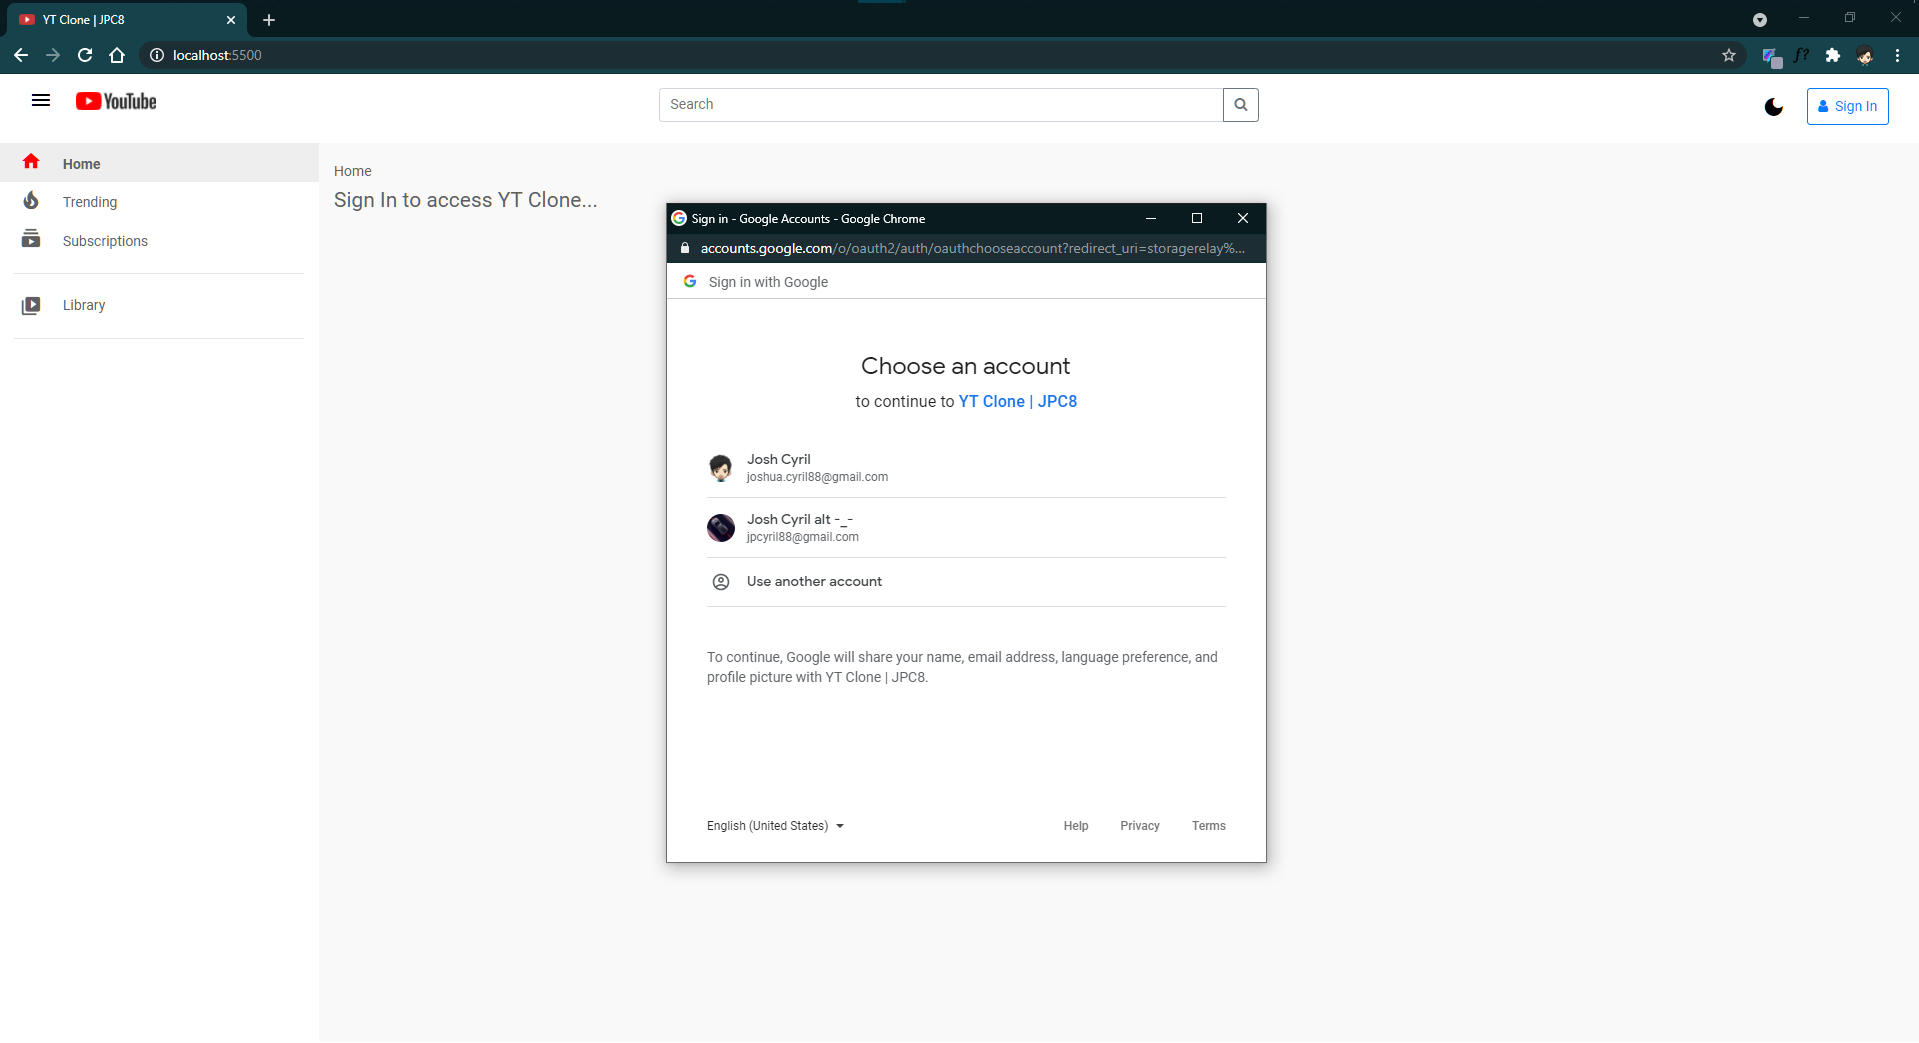 YT Clone | JPC8
localhost:5500
YouTube
Search
Sign In
Home
Trending
Subscriptions
Library
Home
Sign In to access YT Clone...
Sign in - Google Accounts - Google Chrome
accounts.google.com/o/oauth2/auth/oauthchooseaccount?redirect_uri=storagerelay%...
Sign in with Google
Choose an account
to continue to YT Clone | JPC8
Josh Cyril
joshua.cyril88@gmail.com
Josh Cyril alt -_-
jpcyril88@gmail.com
Use another account
To continue, Google will share your name, email address, language preference, and
profile picture with YT Clone | JPC8.
English (United States)
Help Privacy Terms